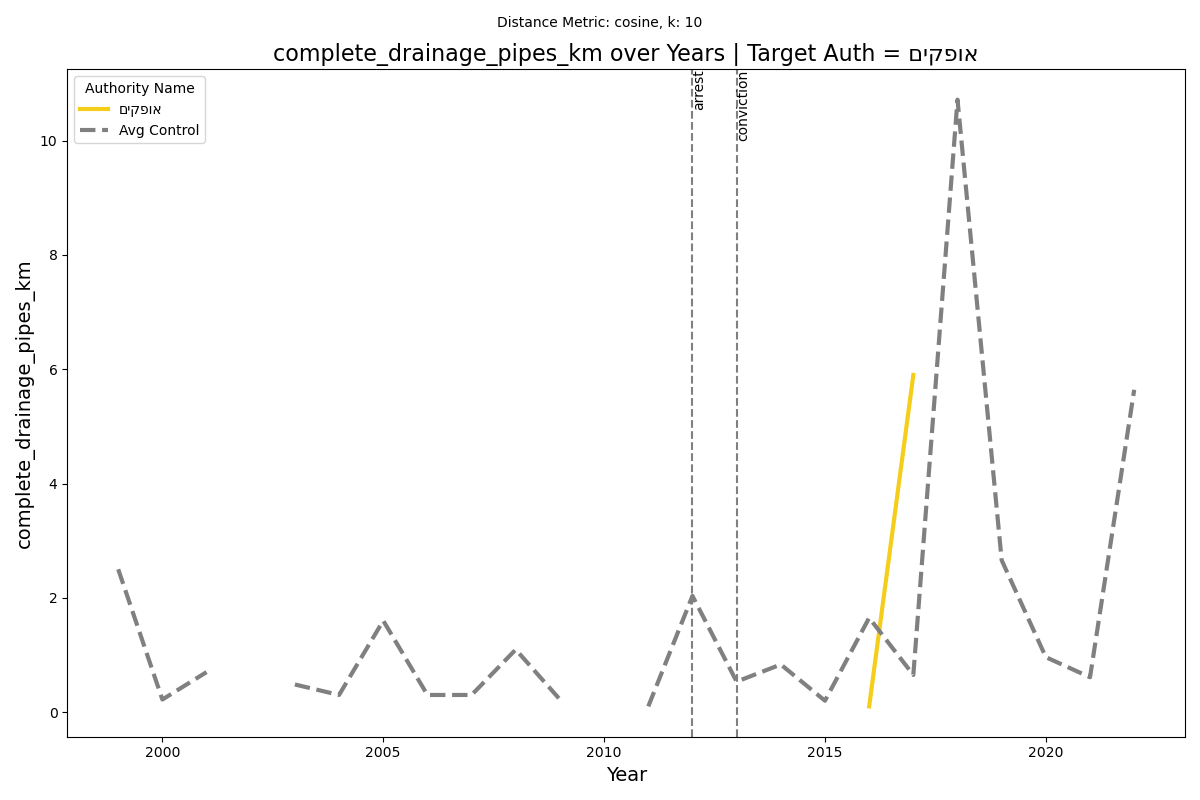 Distance Metric: cosine, k: 10
complete_drainage_pipes_km over Years | Target Auth = אופקים
Authority Name
אופקים
Avg Control
arrest
conviction
complete_drainage_pipes_km
10
8
6
4
2
0
2000 2005 2010 2015 2020
Year